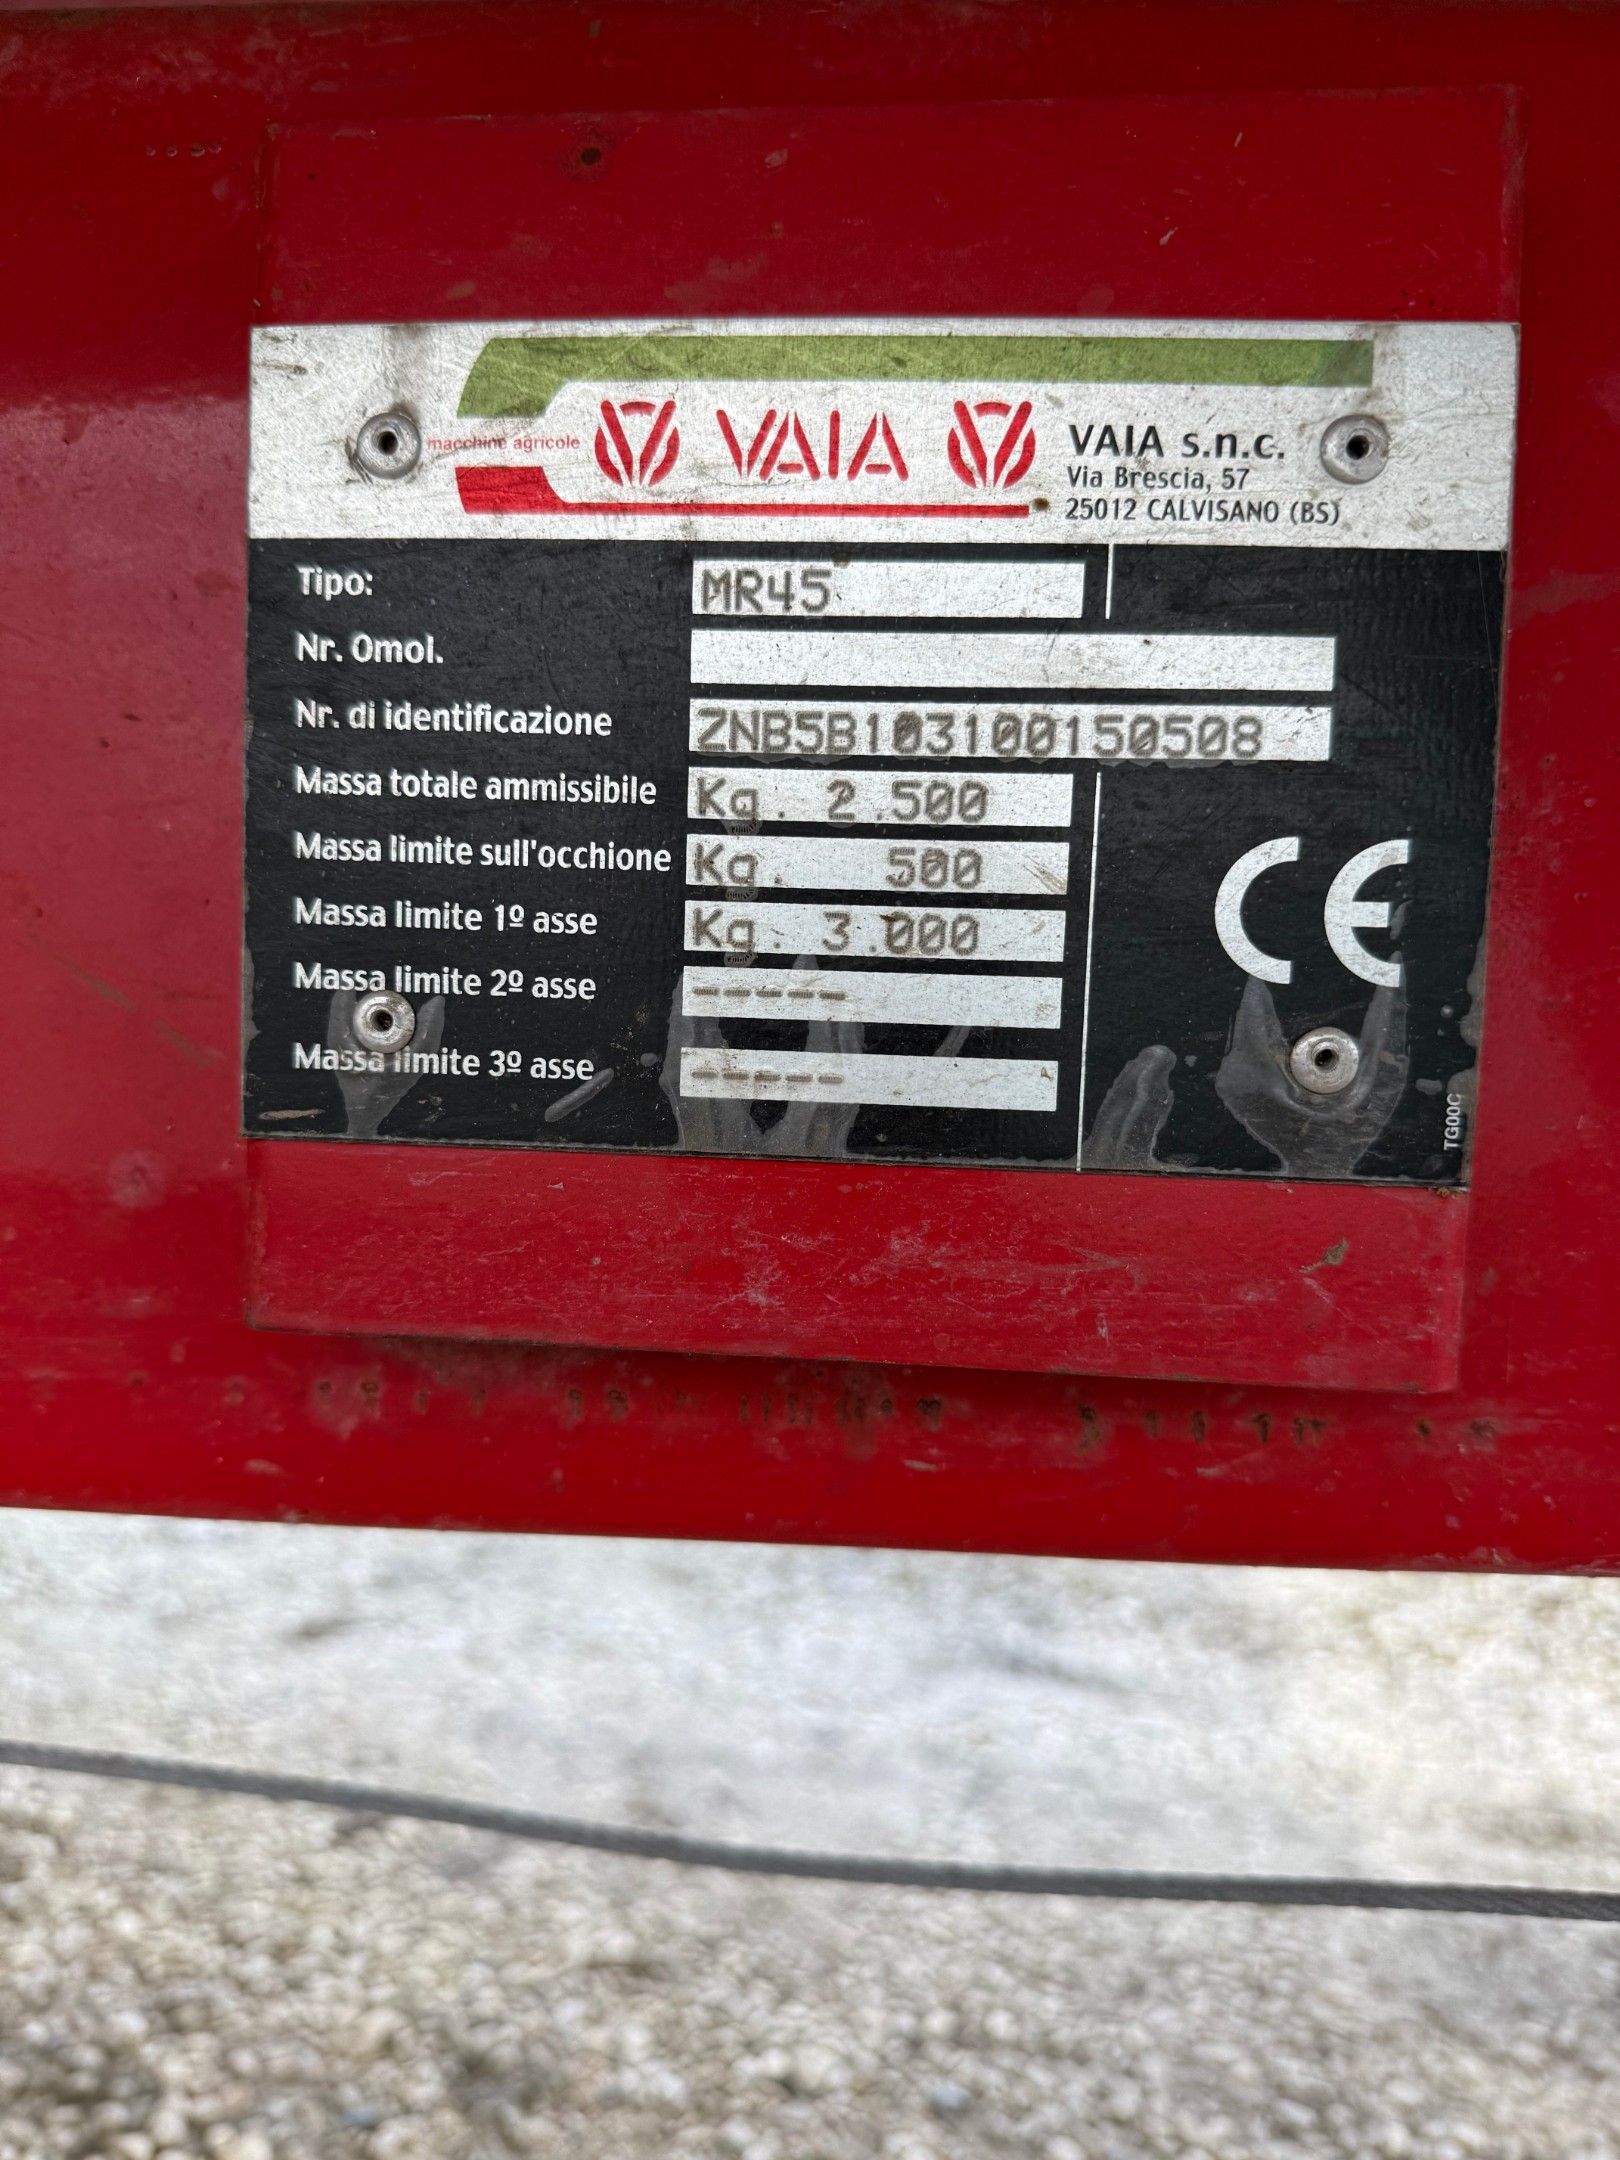 macchine agricole VAIA VAIA s.n.c.
Via Brescia, 57
25012 CALVISANO (BS)
Tipo: MR45
Nr. Omol.
Nr. di identificazione ZNB5B103100150508
Massa totale ammissibile Kg. 2.500
Massa limite sull'occhione Kg. 500
Massa limite 1º asse Kg. 3.000
Massa limite 2º asse -----
Massa limite 3º asse -----
CE
TG00C